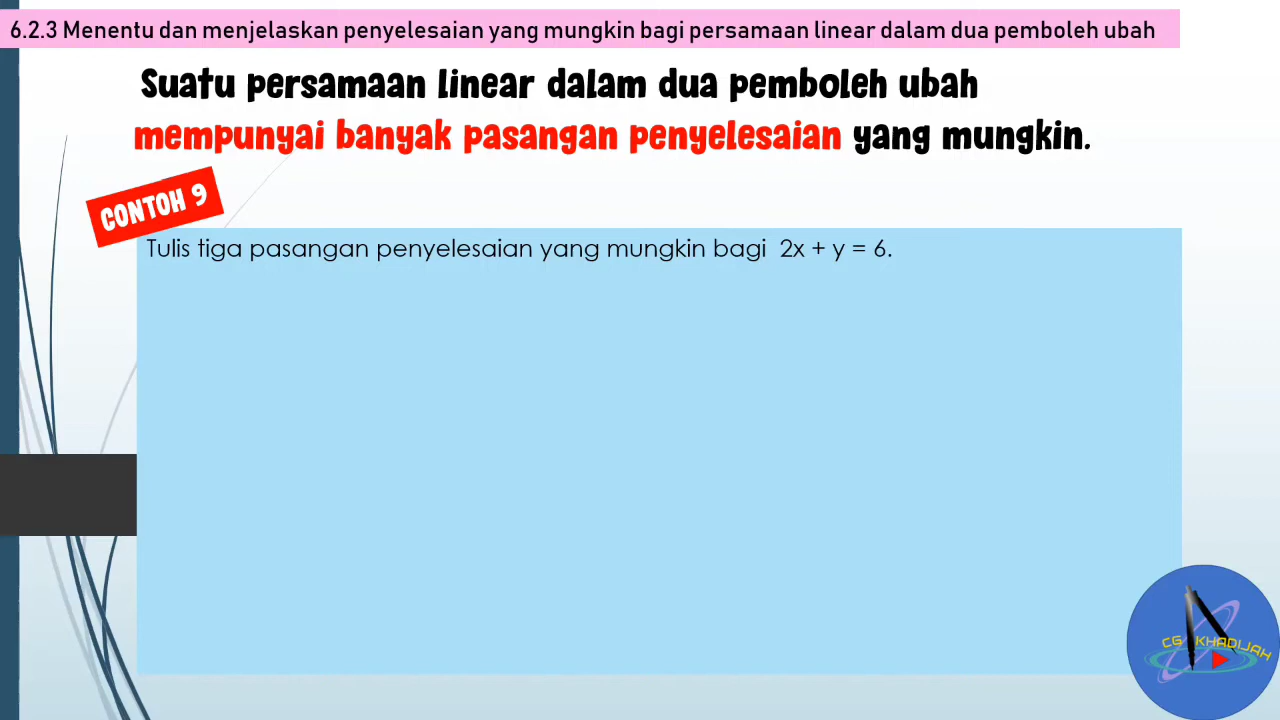 6.2.3 Menentu dan menjelaskan penyelesaian yang mungkin bagi persamaan linear dalam dua pemboleh ubah
Suatu persamaan linear dalam dua pemboleh ubah
mempunyai banyak pasangan penyelesaian yang mungkin.
CONTOH 9
Tulis tiga pasangan penyelesaian yang mungkin bagi 2x + y = 6.
CG KHADIJAH